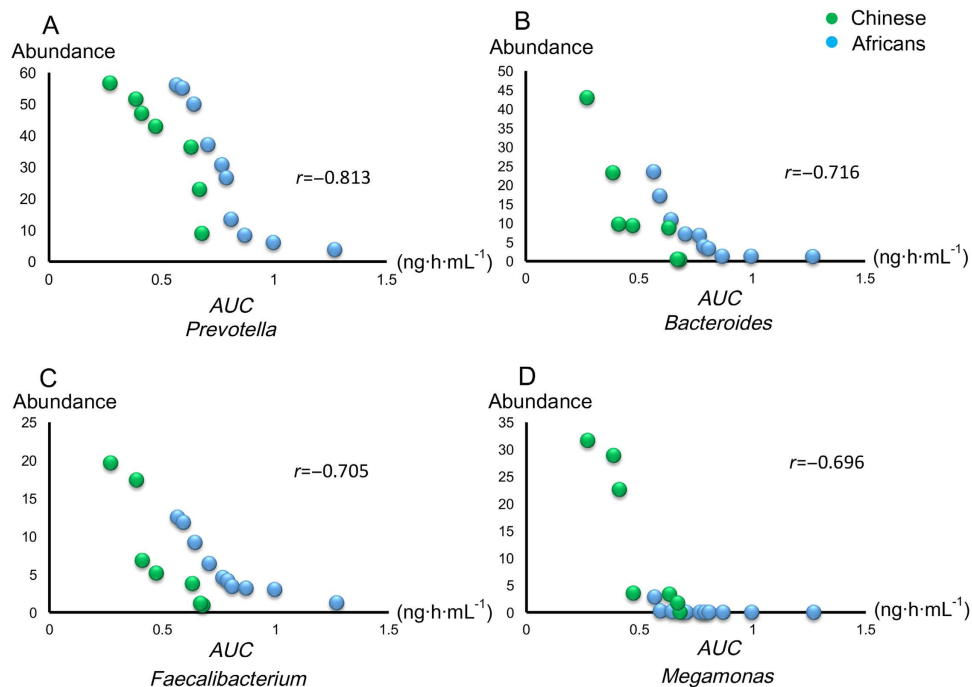 A
Abundance
60
50
40
30
20
10
0
0
0.5
1
1.5
(ng·h·mL⁻¹)
r=−0.813
AUC
Prevotella
B
Abundance
50
45
40
35
30
25
20
15
10
5
0
0
0.5
1
1.5
(ng·h·mL⁻¹)
r=−0.716
AUC
Bacteroides
Chinese
Africans
C
Abundance
25
20
15
10
5
0
0
0.5
1
1.5
(ng·h·mL⁻¹)
r=−0.705
AUC
Faecalibacterium
D
Abundance
35
30
25
20
15
10
5
0
0
0.5
1
1.5
(ng·h·mL⁻¹)
r=−0.696
AUC
Megamonas